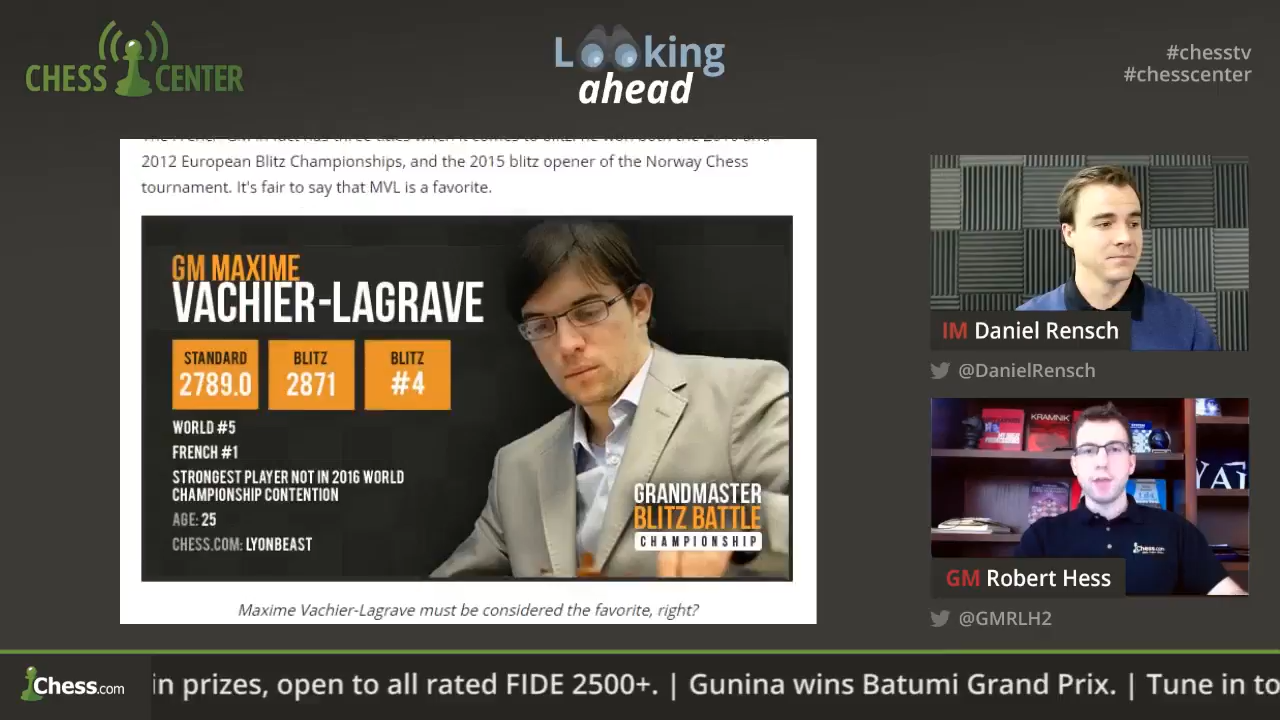 CHESS CENTER
Looking
ahead
#chesstv
#chesscenter
2012 European Blitz Championships, and the 2015 blitz opener of the Norway Chess
tournament. It's fair to say that MVL is a favorite.
GM MAXIME
VACHIER-LAGRAVE
STANDARD
2789.0
BLITZ
2871
BLITZ
#4
WORLD #5
FRENCH #1
STRONGEST PLAYER NOT IN 2016 WORLD
CHAMPIONSHIP CONTENTION
AGE: 25
CHESS.COM: LYONBEAST
GRANDMASTER
BLITZ BATTLE
CHAMPIONSHIP
Maxime Vachier-Lagrave must be considered the favorite, right?
IM Daniel Rensch
@DanielRensch
KRAMNIK
YAL
Chess.com
GM Robert Hess
@GMRLH2
Chess.com
in prizes, open to all rated FIDE 2500+. | Gunina wins Batumi Grand Prix. | Tune in to